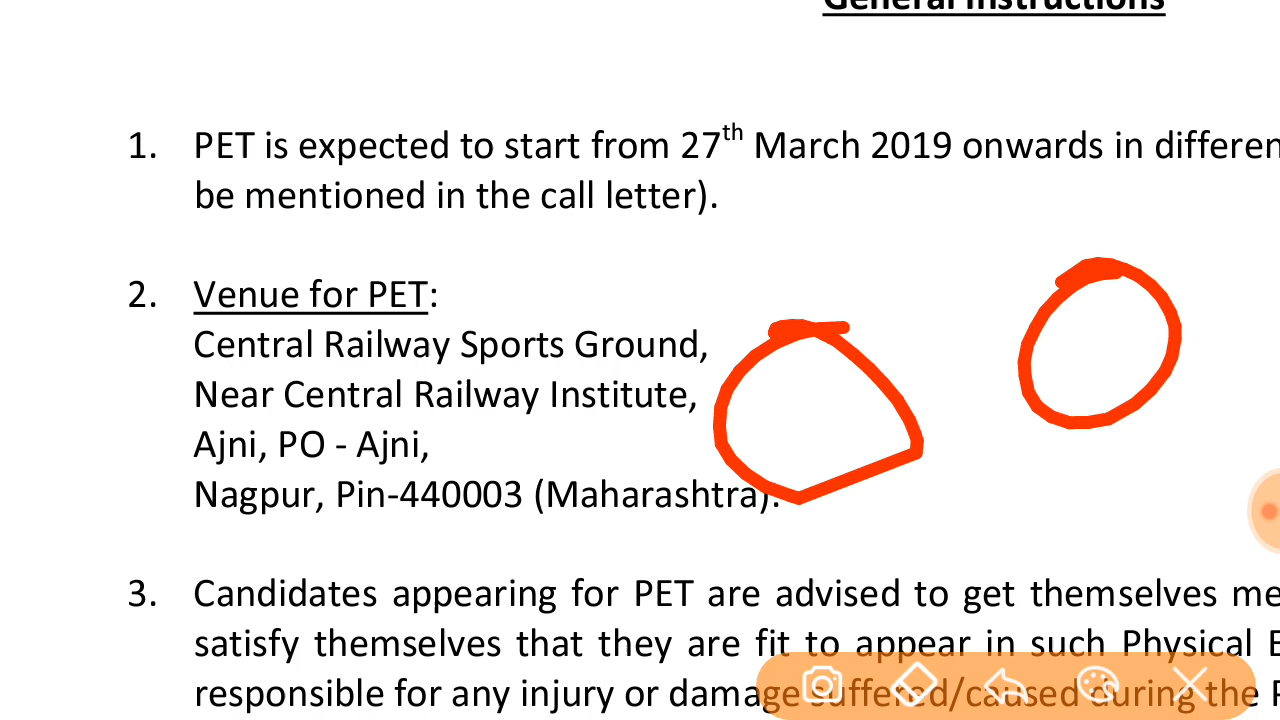 General Instructions
1. PET is expected to start from 27th March 2019 onwards in differen
be mentioned in the call letter).
2. Venue for PET:
Central Railway Sports Ground,
Near Central Railway Institute,
Ajni, PO - Ajni,
Nagpur, Pin-440003 (Maharashtra).
3. Candidates appearing for PET are advised to get themselves me
satisfy themselves that they are fit to appear in such Physical E
responsible for any injury or damage suffered/caused during the